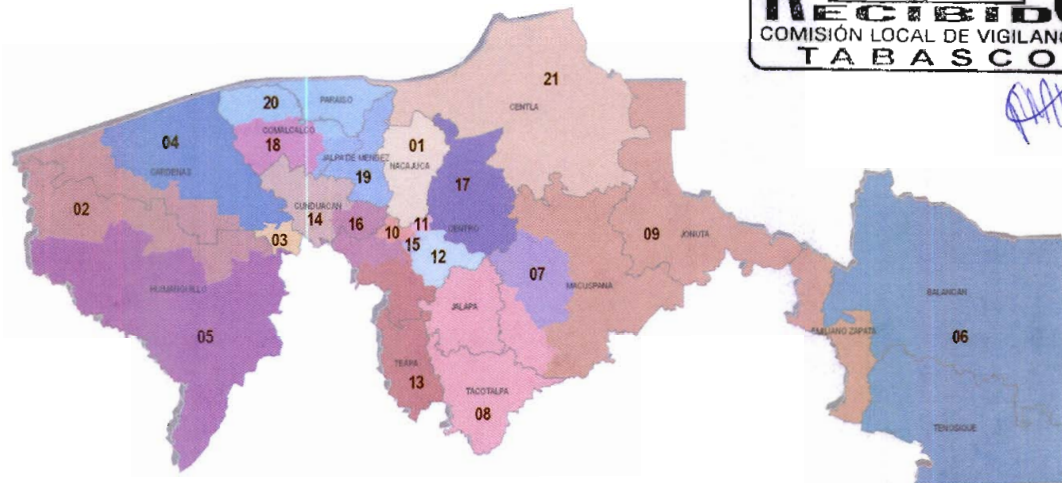 RECIBIDO
COMISIÓN LOCAL DE VIGILANC
TABASCO
21
CENTLA
20
PARAISO
04
CARDENAS
COMALCALCO
18
JALPA DE MENDEZ
19
01
NACAJUCA
17
CENTRO
02
CUNDUACAN
14
16
10
11
15
12
03
09
JONUTA
07
MACUSPANA
HUIMANGUILLO
05
JALAPA
TEAPA
13
TACOTALPA
08
BALANCAN
EMILIANO ZAPATA
06
TENOSIQUE